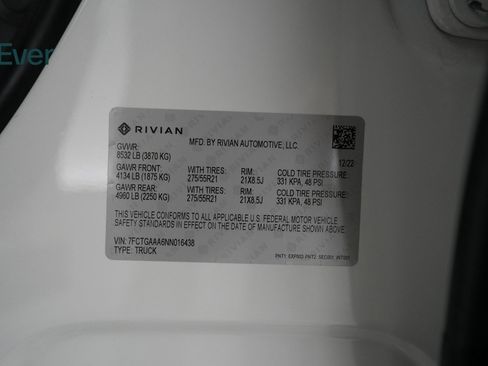 Ever
RIVIAN
MFD. BY RIVIAN AUTOMOTIVE, LLC.
GVWR:
8532 LB (3870 KG)
12/22
GAWR FRONT: WITH TIRES: RIM: COLD TIRE PRESSURE:
4134 LB (1875 KG) 275/55R21 21X8.5J 331 KPA, 48 PSI
GAWR REAR: WITH TIRES: RIM: COLD TIRE PRESSURE:
4960 LB (2250 KG) 275/55R21 21X8.5J 331 KPA, 48 PSI
THIS VEHICLE CONFORMS TO ALL APPLICABLE U.S. FEDERAL MOTOR VEHICLE
SAFETY STANDARDS IN EFFECT ON THE DATE OF MANUFACTURE SHOWN ABOVE.
VIN: 7FCTGAAA6NN016438
TYPE: TRUCK